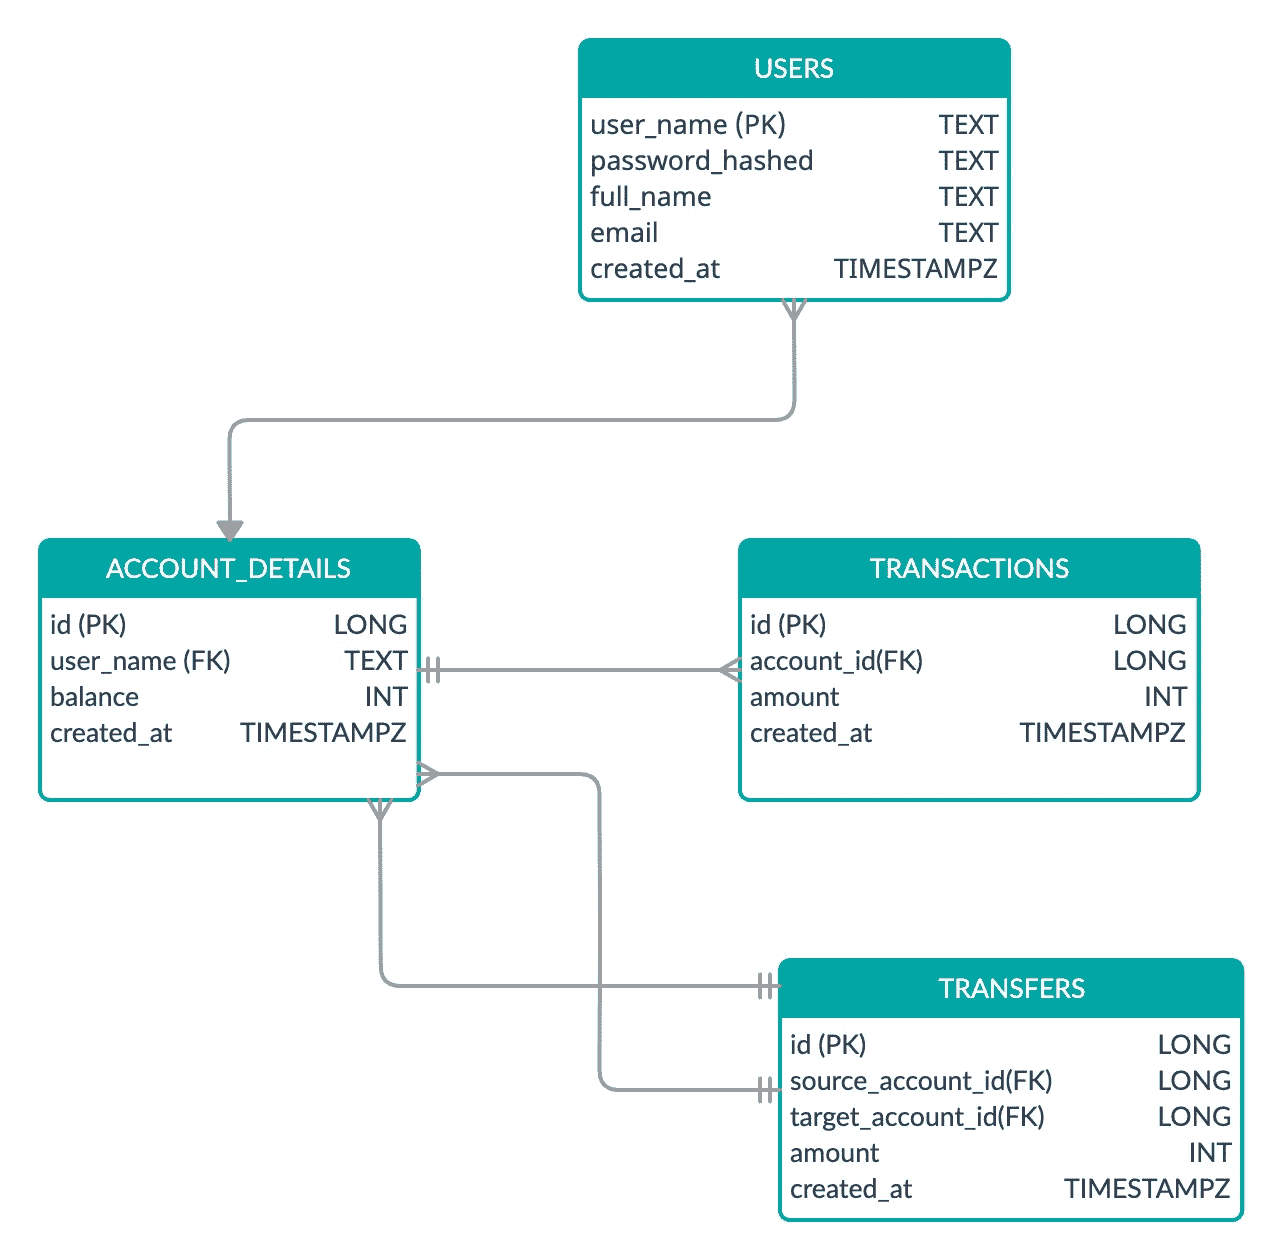 USERS
user_name (PK) TEXT
password_hashed TEXT
full_name TEXT
email TEXT
created_at TIMESTAMPZ
ACCOUNT_DETAILS
id (PK) LONG
user_name (FK) TEXT
balance INT
created_at TIMESTAMPZ
TRANSACTIONS
id (PK) LONG
account_id(FK) LONG
amount INT
created_at TIMESTAMPZ
TRANSFERS
id (PK) LONG
source_account_id(FK) LONG
target_account_id(FK) LONG
amount INT
created_at TIMESTAMPZ